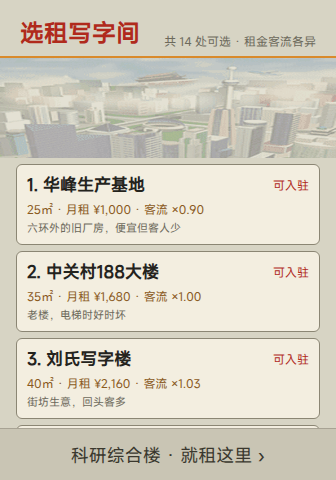 选租写字间
共 14 处可选 · 租金客流各异
1. 华峰生产基地
可入驻
25㎡ · 月租 ¥1,000 · 客流 ×0.90
六环外的旧厂房，便宜但客人少
2. 中关村188大楼
可入驻
35㎡ · 月租 ¥1,680 · 客流 ×1.00
老楼，电梯时好时坏
3. 刘氏写字楼
可入驻
40㎡ · 月租 ¥2,160 · 客流 ×1.03
街坊生意，回头客多
科研综合楼 · 就租这里 ›